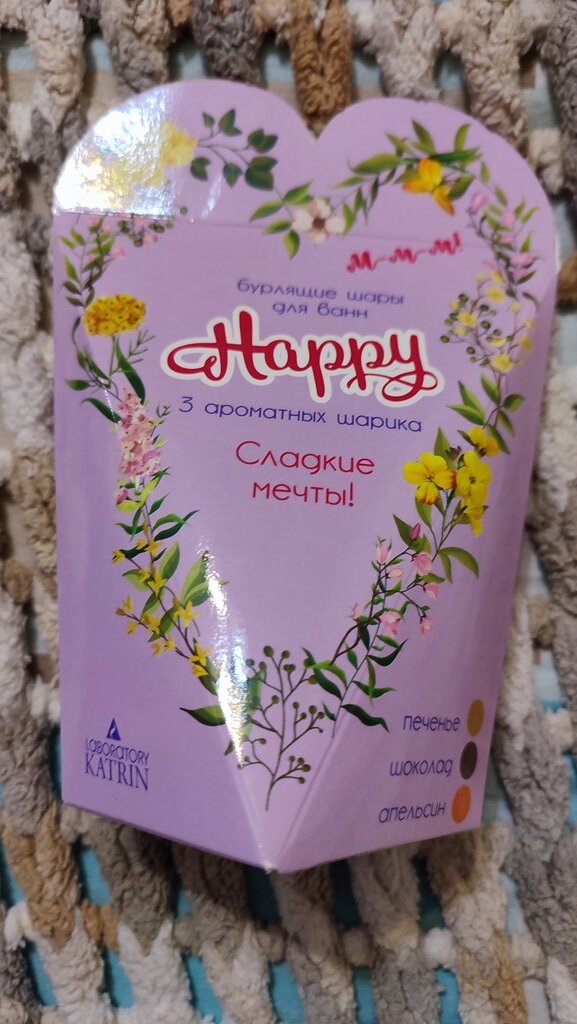 м-м-м!
бурлящие шары
для ванн
Happy
3 ароматных шарика
Сладкие
мечты!
печенье
шоколад
апельсин
LABORATORY
KATRIN